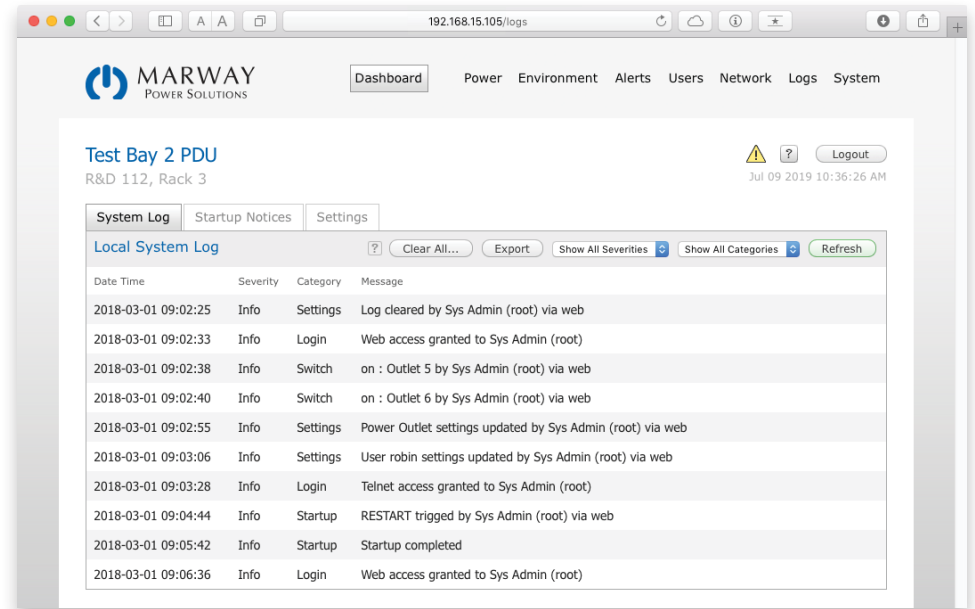 192.168.15.105/logs
A A
MARWAY
POWER SOLUTIONS
Dashboard Power Environment Alerts Users Network Logs System
Test Bay 2 PDU
? Logout
R&D 112, Rack 3
Jul 09 2019 10:36:26 AM
System Log Startup Notices Settings
Local System Log ? Clear All... Export Show All Severities Show All Categories Refresh
Date Time Severity Category Message
2018-03-01 09:02:25 Info Settings Log cleared by Sys Admin (root) via web
2018-03-01 09:02:33 Info Login Web access granted to Sys Admin (root)
2018-03-01 09:02:38 Info Switch on : Outlet 5 by Sys Admin (root) via web
2018-03-01 09:02:40 Info Switch on : Outlet 6 by Sys Admin (root) via web
2018-03-01 09:02:55 Info Settings Power Outlet settings updated by Sys Admin (root) via web
2018-03-01 09:03:06 Info Settings User robin settings updated by Sys Admin (root) via web
2018-03-01 09:03:28 Info Login Telnet access granted to Sys Admin (root)
2018-03-01 09:04:44 Info Startup RESTART trigged by Sys Admin (root) via web
2018-03-01 09:05:42 Info Startup Startup completed
2018-03-01 09:06:36 Info Login Web access granted to Sys Admin (root)